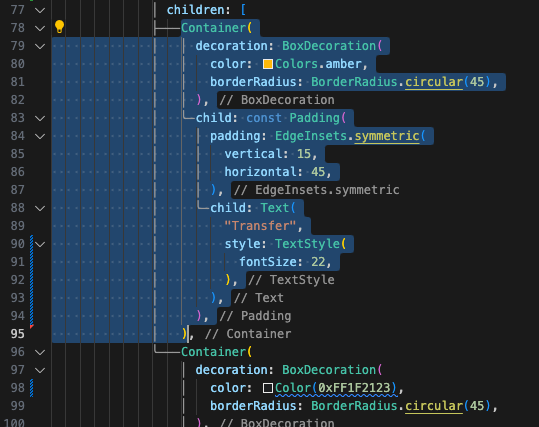 77 children: [
78 Container(
79 decoration: BoxDecoration(
80 color: Colors.amber,
81 borderRadius: BorderRadius.circular(45),
82 ), // BoxDecoration
83 child: const Padding(
84 padding: EdgeInsets.symmetric(
85 vertical: 15,
86 horizontal: 45,
87 ), // EdgeInsets.symmetric
88 child: Text(
89 "Transfer",
90 style: TextStyle(
91 fontSize: 22,
92 ), // TextStyle
93 ), // Text
94 ), // Padding
95 ), // Container
96 Container(
97 decoration: BoxDecoration(
98 color: Color(0xFF1F2123),
99 borderRadius: BorderRadius.circular(45),
100 ), // BoxDecoration